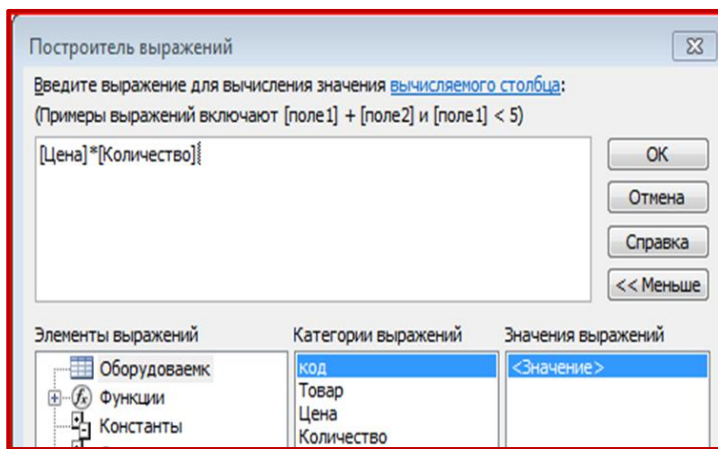 Построитель выражений
Введите выражение для вычисления значения вычисляемого столбца:
(Примеры выражений включают [поле1] + [поле2] и [поле1] < 5)
[Цена]*[Количество]
ОК
Отмена
Справка
<< Меньше
Элементы выражений
Категории выражений
Значения выражений
Оборудоваемк
Функции
Константы
код
Товар
Цена
Количество
<Значение>